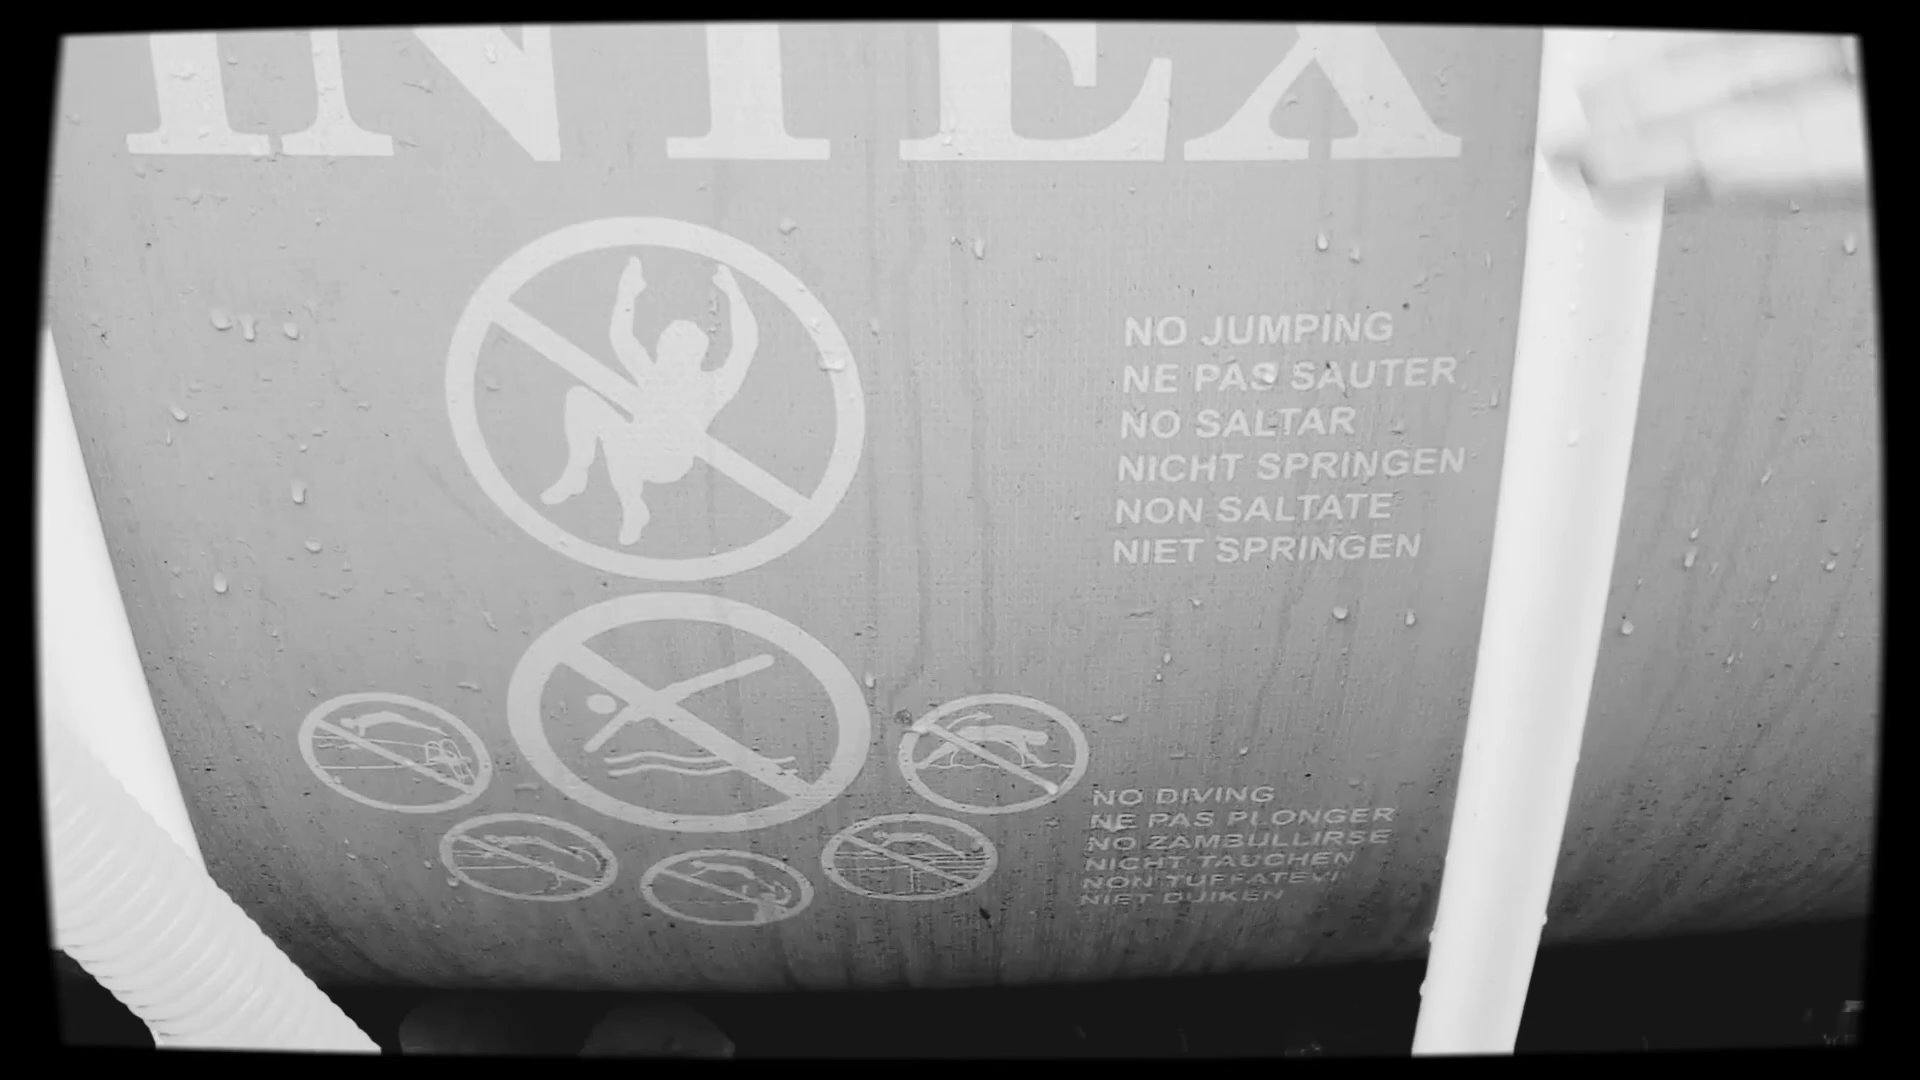 INTEX
NO JUMPING
NE PAS SAUTER
NO SALTAR
NICHT SPRINGEN
NON SALTATE
NIET SPRINGEN
NO DIVING
NE PAS PLONGER
NO ZAMBULLIRSE
NICHT TAUCHEN
NON TUFFATEVI
NIET DUIKEN